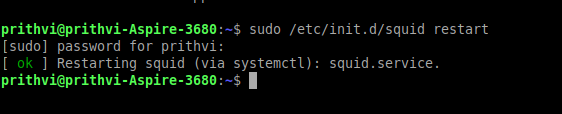 prithvi@prithvi-Aspire-3680:~$ sudo /etc/init.d/squid restart
[sudo] password for prithvi:
[ ok ] Restarting squid (via systemctl): squid.service.
prithvi@prithvi-Aspire-3680:~$